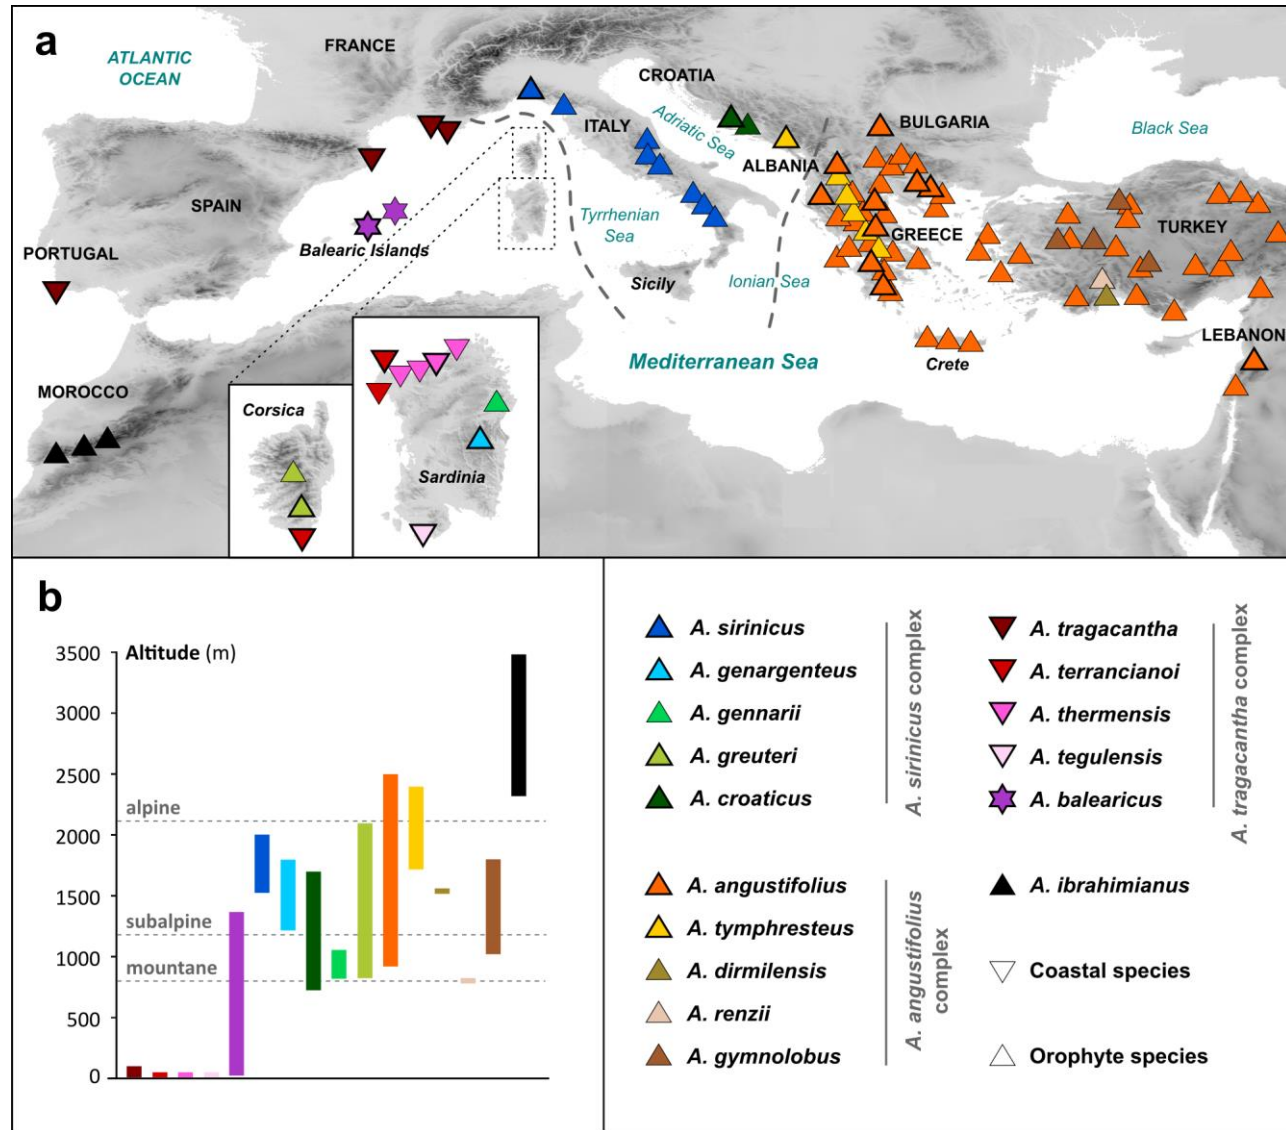 a
ATLANTIC
OCEAN
FRANCE
CROATIA
ITALY
Adriatic Sea
BULGARIA
Black Sea
ALBANIA
SPAIN
Tyrrhenian
Sea
TURKEY
GREECE
PORTUGAL
Balearic Islands
Sicily
Ionian Sea
LEBANON
Mediterranean Sea
Crete
MOROCCO
Corsica
Sardinia
b
Altitude (m)
3500
3000
2500
alpine
2000
1500
subalpine
1000
mountane
500
0
A. sirinicus
A. genargenteus
A. gennarii
A. greuteri
A. croaticus
A. sirinicus complex
A. angustifolius
A. tymphresteus
A. dirmilensis
A. renzii
A. gymnolobus
A. angustifolius
complex
A. tragacantha
A. terrancianoi
A. thermensis
A. tegulensis
A. balearicus
A. tragacantha complex
A. ibrahimianus
Coastal species
Orophyte species